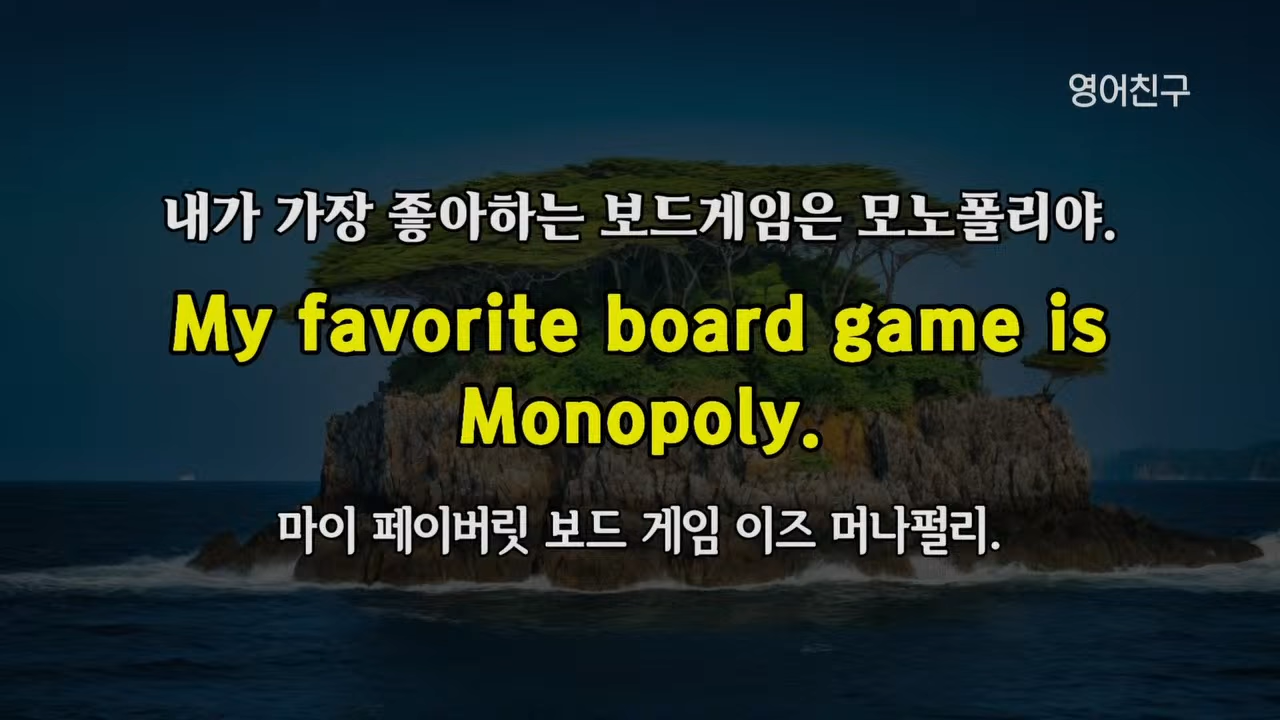 영어친구
내가 가장 좋아하는 보드게임은 모노폴리야.
My favorite board game is
Monopoly.
마이 페이버릿 보드 게임 이즈 머나펄리.